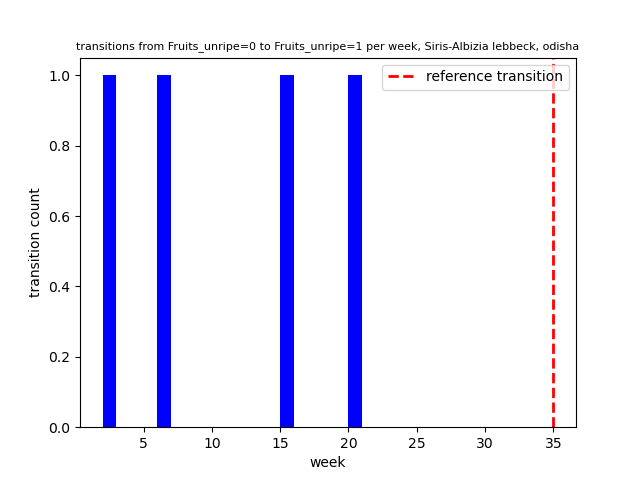 transitions from Fruits_unripe=0 to Fruits_unripe=1 per week, Siris-Albizia lebbeck, odisha
reference transition
1.0
0.8
0.6
0.4
0.2
0.0
transition count
5 10 15 20 25 30 35
week